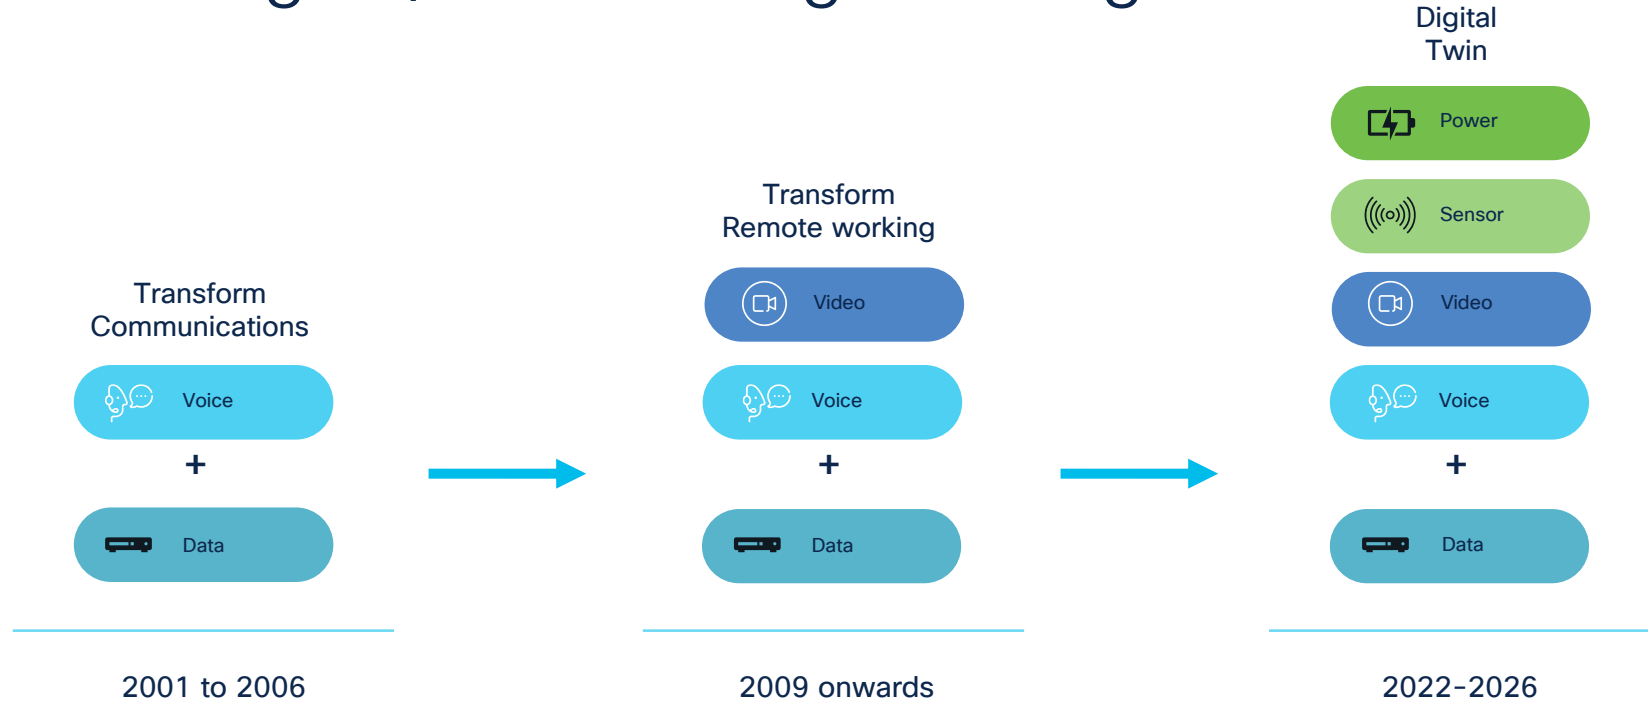 Transform
Communications
Voice
+
Data
2001 to 2006
Transform
Remote working
Video
Voice
+
Data
2009 onwards
Digital
Twin
Power
Sensor
Video
Voice
+
Data
2022-2026